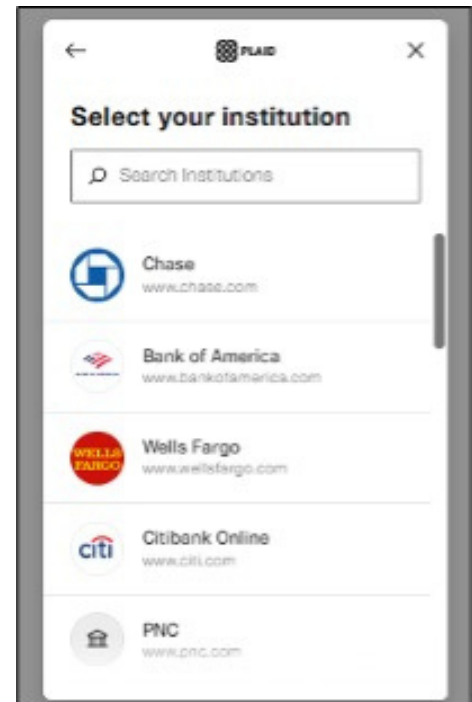 PLAID
Select your institution
Search Institutions
Chase
www.chase.com
Bank of America
www.bankofamerica.com
WELLS
FARGO
Wells Fargo
www.wellsfargo.com
citi
Citibank Online
www.citi.com
PNC
www.pnc.com